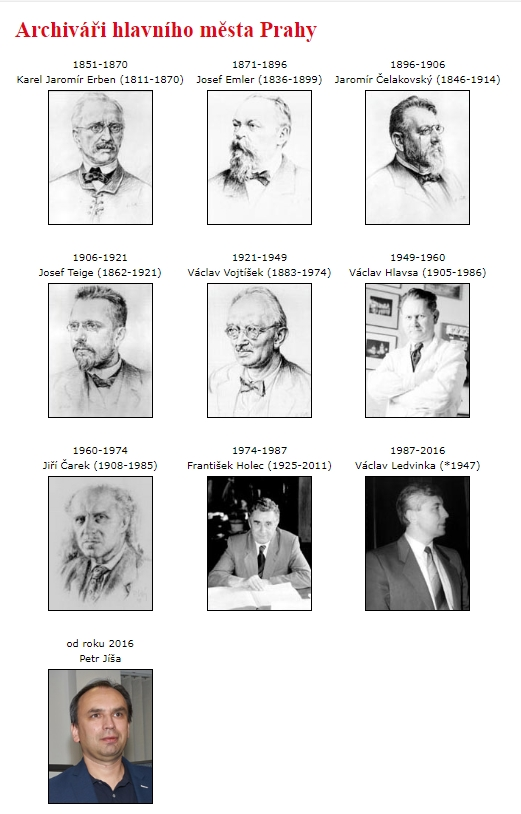 Archiváři hlavního města Prahy
1851-1870
Karel Jaromír Erben (1811-1870)
1871-1896
Josef Emler (1836-1899)
1896-1906
Jaromír Čelakovský (1846-1914)
1906-1921
Josef Teige (1862-1921)
1921-1949
Václav Vojtíšek (1883-1974)
1949-1960
Václav Hlavsa (1905-1986)
1960-1974
Jiří Čarek (1908-1985)
1974-1987
František Holec (1925-2011)
1987-2016
Václav Ledvinka (*1947)
od roku 2016
Petr Jíša